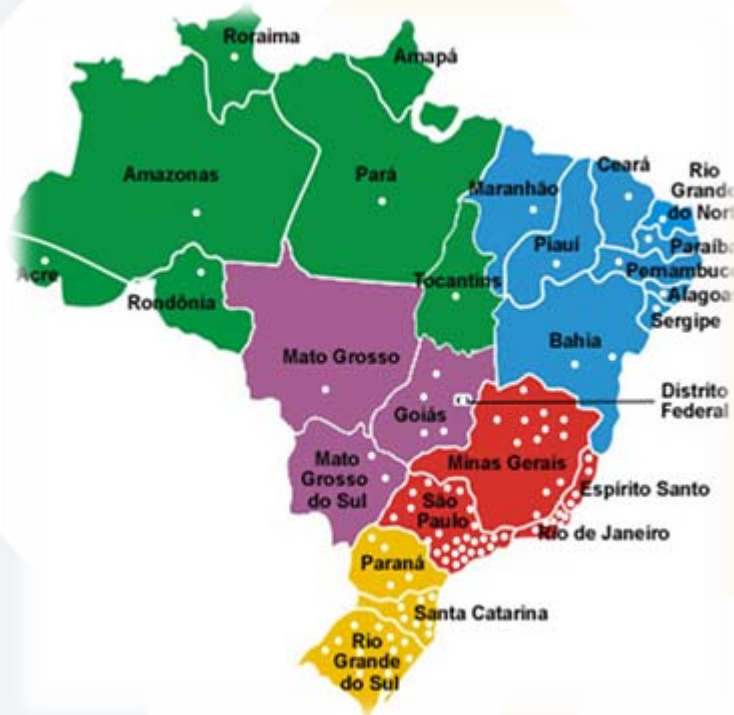 Roraima
Amapá
Amazonas
Pará
Maranhão
Ceará
Rio
Grande
do Nort
Piauí
Paraíba
Pernambuco
Alagoas
Sergipe
Acre
Rondônia
Tocantins
Bahia
Mato Grosso
Goiás
Distrito
Federal
Mato
Grosso
do Sul
Minas Gerais
Espírito Santo
São
Paulo
Rio de Janeiro
Paraná
Santa Catarina
Rio
Grande
do Sul